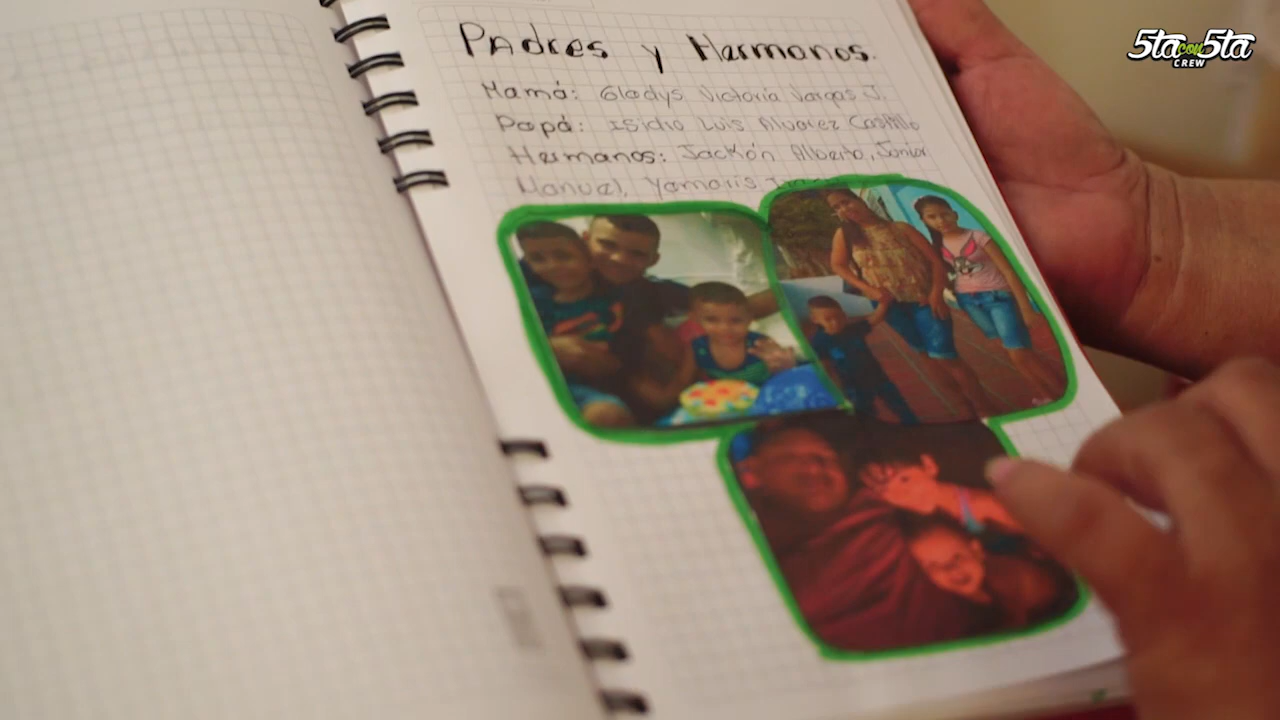 Padres y Hermanos.
Mamá: Gladys Victoria Vargas J.
Papá: Isidio Luis Alvarez Castillo
Hermanos: Jackón Alberto, Junior
Manuel, Yamaris
5ta con 5ta
CREW